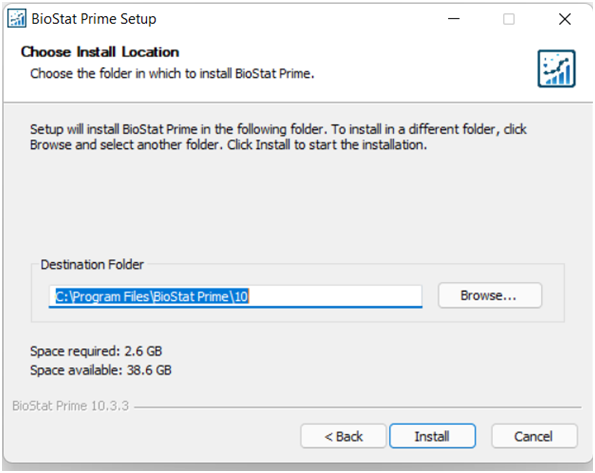 BioStat Prime Setup
Choose Install Location
Choose the folder in which to install BioStat Prime.
Setup will install BioStat Prime in the following folder. To install in a different folder, click
Browse and select another folder. Click Install to start the installation.
Destination Folder
C:\Program Files\BioStat Prime\10
Browse...
Space required: 2.6 GB
Space available: 38.6 GB
BioStat Prime 10.3.3
< Back
Install
Cancel